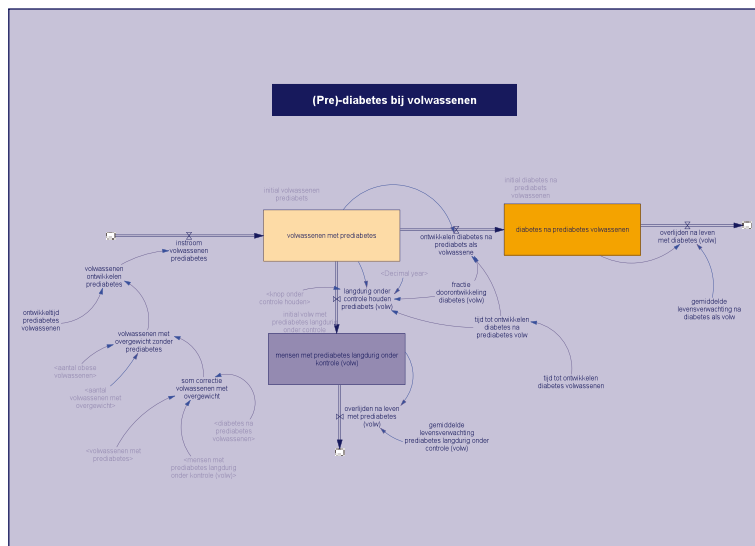 (Pre)-diabetes bij volwassenen
initial volwassenen
prediabets
initial diabetes na
prediabets
volwassenen
volwassenen met prediabetes
diabetes na prediabetes volwassenen
instroom
volwassenen
prediabetes
ontwikkelen diabetes na
prediabets als
volwassene
overlijden na leven
met diabetes (volw)
volwassenen
ontwikkelen
prediabetes
<Decimal year>
<knop onder
controle houden>
langdurig onder
controle houden
prediabets (volw)
fractie
doorontwikkeling
diabetes (volw)
gemiddelde
levensverwachting na
diabetes als volw
ontwikkeltijd
prediabetes
volwassenen
initial volw met
prediabetes langdurig
onder controle
tijd tot ontwikkelen
diabetes na
prediabetes volw
volwassenen met
overgewicht zonder
prediabetes
mensen met prediabetes langdurig onder
kontrole (volw)
<aantal obesa
volwassenen>
tijd tot ontwikkelen
diabetes volwassenen
<aantal
volwassenen met
overgewicht>
som correctie
volwassenen met
overgewicht
overlijden na leven
met prediabetes
(volw)
<diabetes na
prediabetes
volwassenen>
gemiddelde
levensverwachting
prediabetes langdurig onder
controle (volw)
<volwassenen met
prediabetes>
<mensen met
prediabetes langdurig
onder kontrole (volw)>